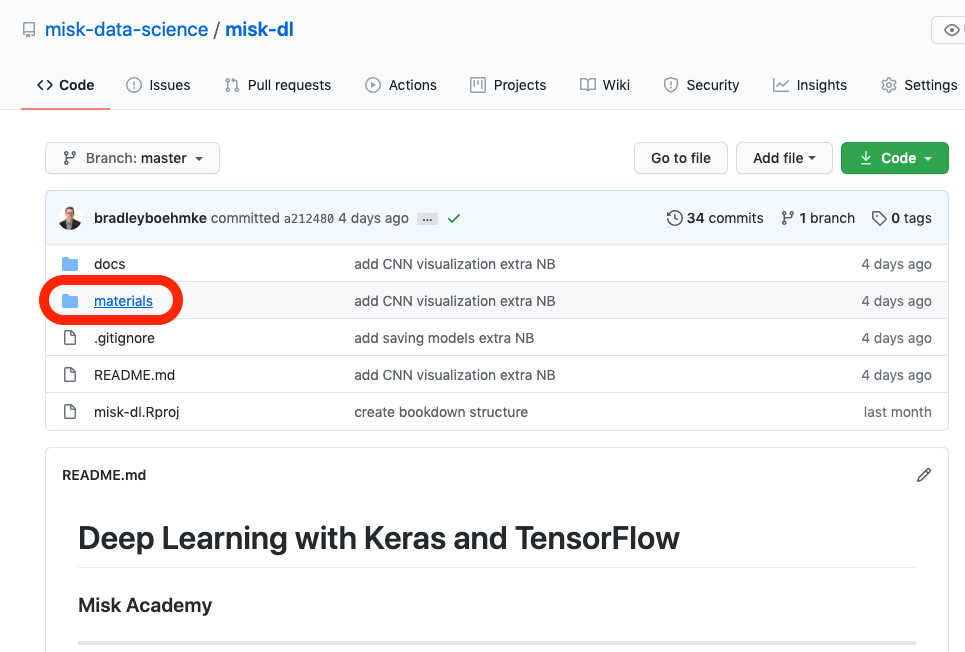 misk-data-science / misk-dl
Code Issues Pull requests Actions Projects Wiki Security Insights Settings
Branch: master Go to file Add file Code
bradleyboehmke committed a212480 4 days ago ... 34 commits 1 branch 0 tags
docs add CNN visualization extra NB 4 days ago
materials add CNN visualization extra NB 4 days ago
.gitignore add saving models extra NB 4 days ago
README.md add CNN visualization extra NB 4 days ago
misk-dl.Rproj create bookdown structure last month
README.md
Deep Learning with Keras and TensorFlow
Misk Academy